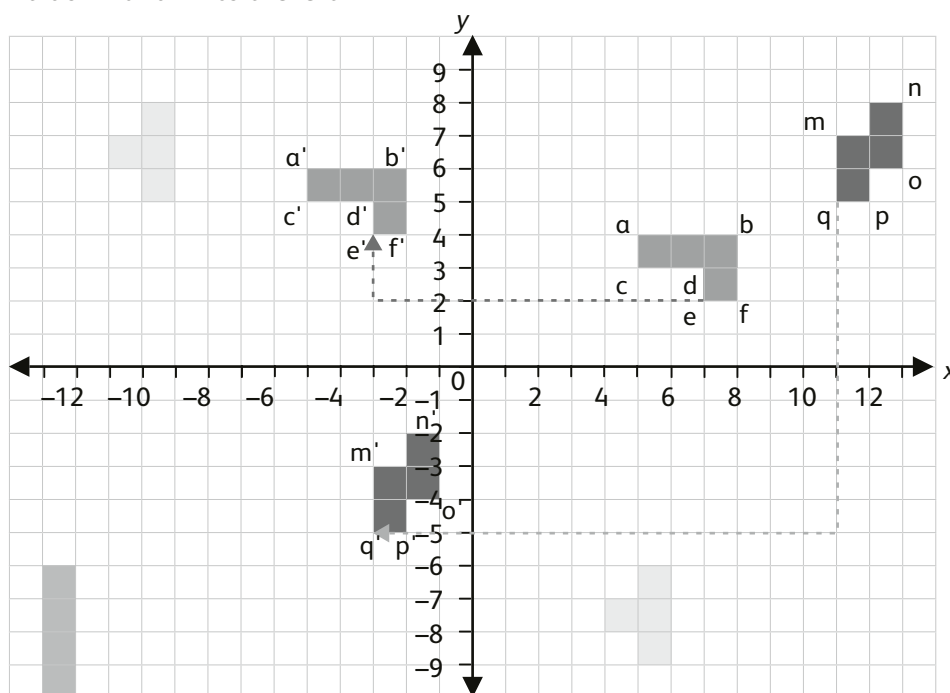 y
9
8
7
6
5
4
3
2
1
0
–1
–2
–3
–4
–5
–6
–7
–8
–9
–12 –10 –8 –6 –4 –2 2 4 6 8 10 12
x
a' b'
c' d'
e' f'
a b
c d
e f
n
m
o
q p
n'
m'
o'
q' p'